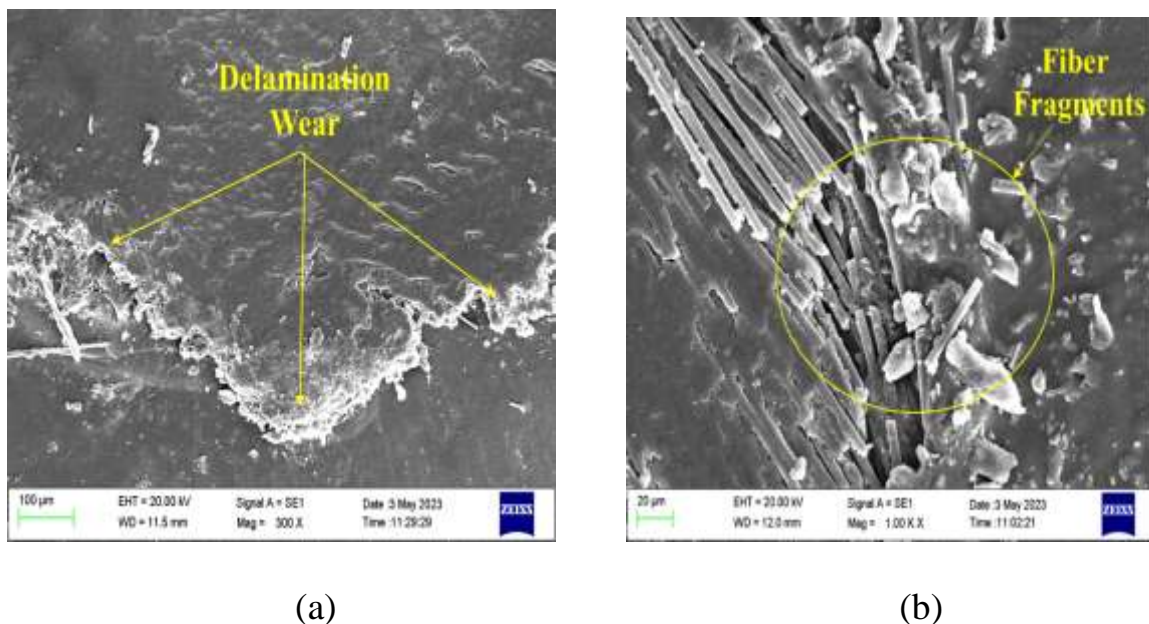 Delamination
Wear
100 µm
EHT = 20.00 kV
WD = 11.5 mm
Signal A = SE1
Mag = 300 X
Date :3 May 2023
Time :11:29:29
ZEISS
(a)
Fiber
Fragments
20 µm
EHT = 20.00 kV
WD = 12.0 mm
Signal A = SE1
Mag = 1.00 K X
Date :3 May 2023
Time :11:02:21
ZEISS
(b)